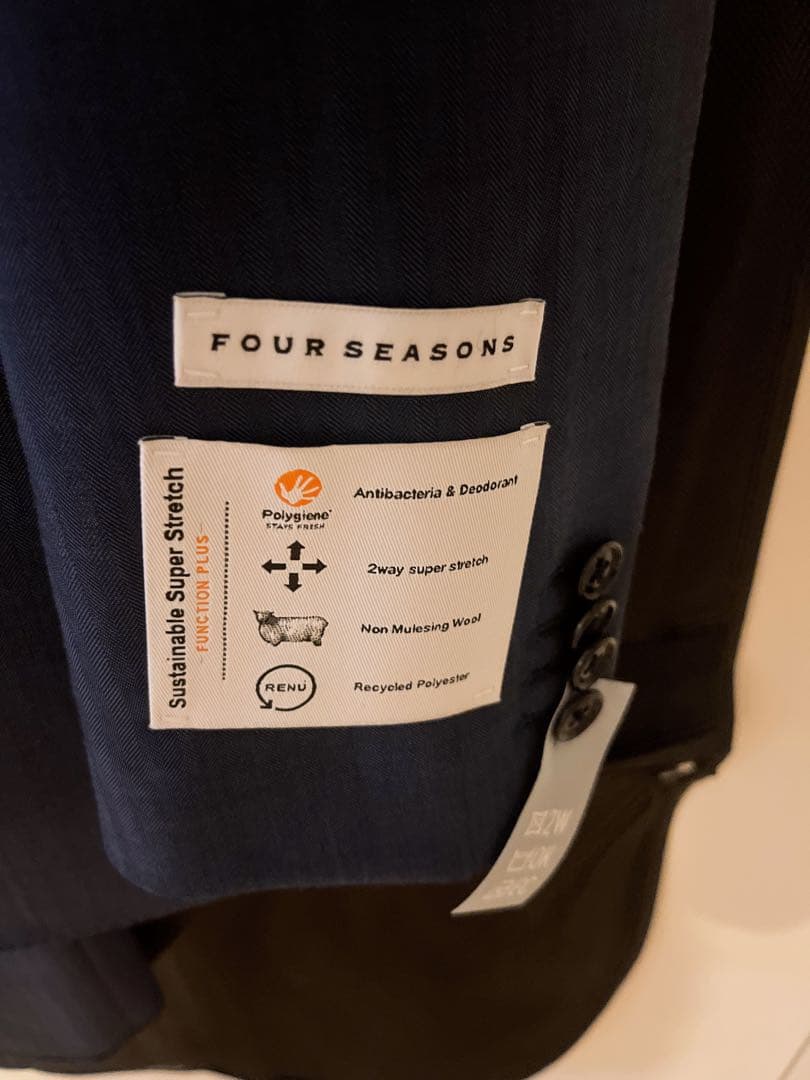 FOUR SEASONS
Sustainable Super Stretch
- FUNCTION PLUS -
Polygiene®
STAYS FRESH
Antibacteria & Deodorant
2way super stretch
Non Mulesing Wool
RENU
Recycled Polyester